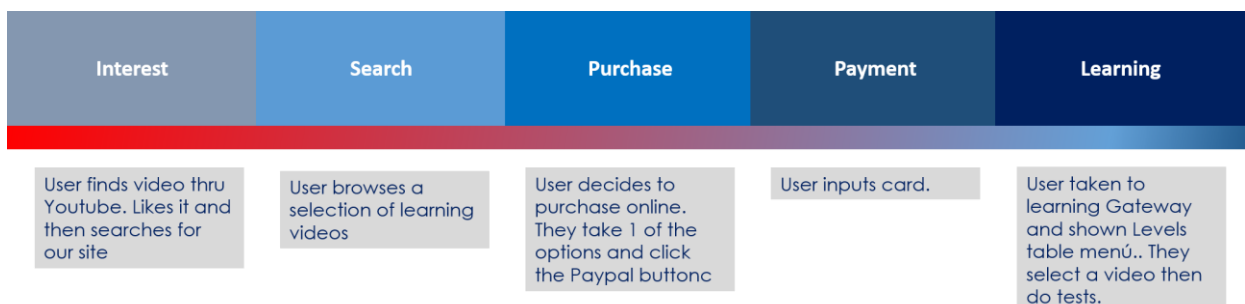 Interest
Search
Purchase
Payment
Learning
User finds video thru
Youtube. Likes it and
then searches for
our site
User browses a
selection of learning
videos
User decides to
purchase online.
They take 1 of the
options and click
the Paypal buttonc
User inputs card.
User taken to
learning Gateway
and shown Levels
table menú.. They
select a video then
do tests.